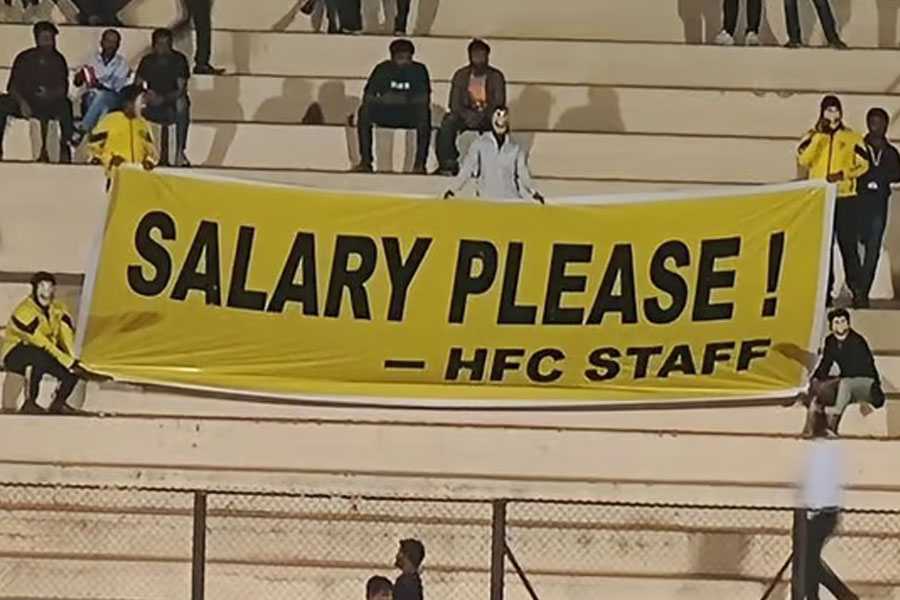 SALARY PLEASE !
— HFC STAFF